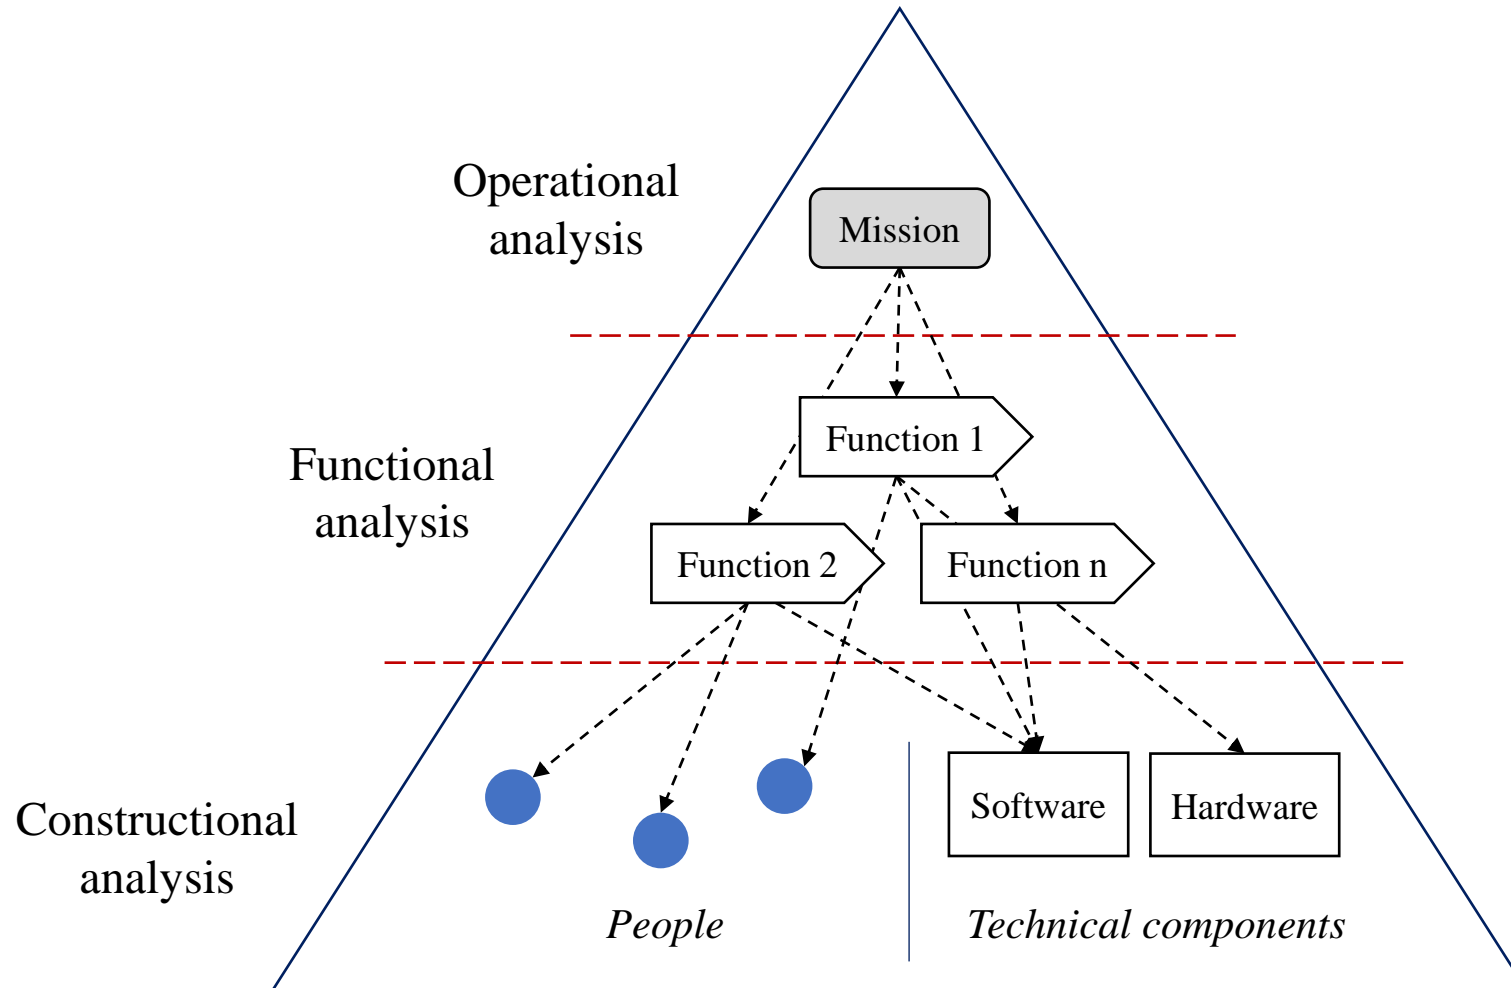 Operational
analysis
Mission
Functional
analysis
Function 1
Function 2
Function n
Constructional
analysis
Software
Hardware
People
Technical components